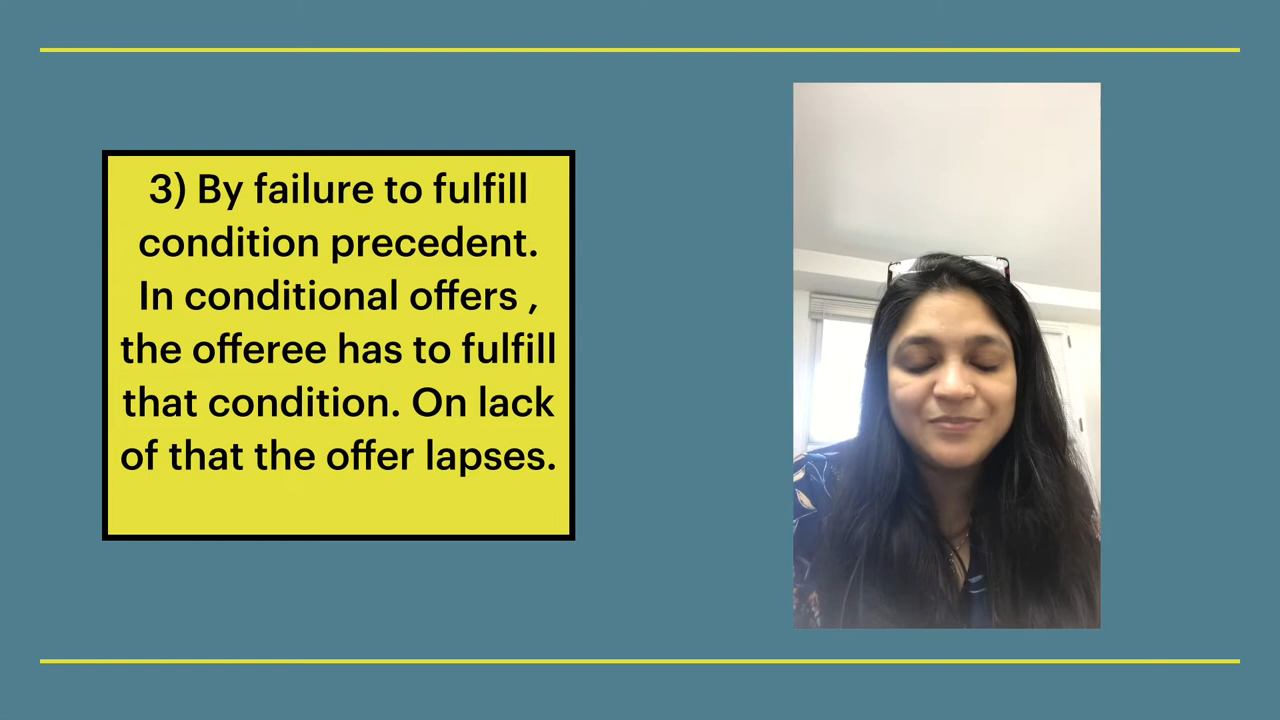 3) By failure to fulfill
condition precedent.
In conditional offers ,
the offeree has to fulfill
that condition. On lack
of that the offer lapses.